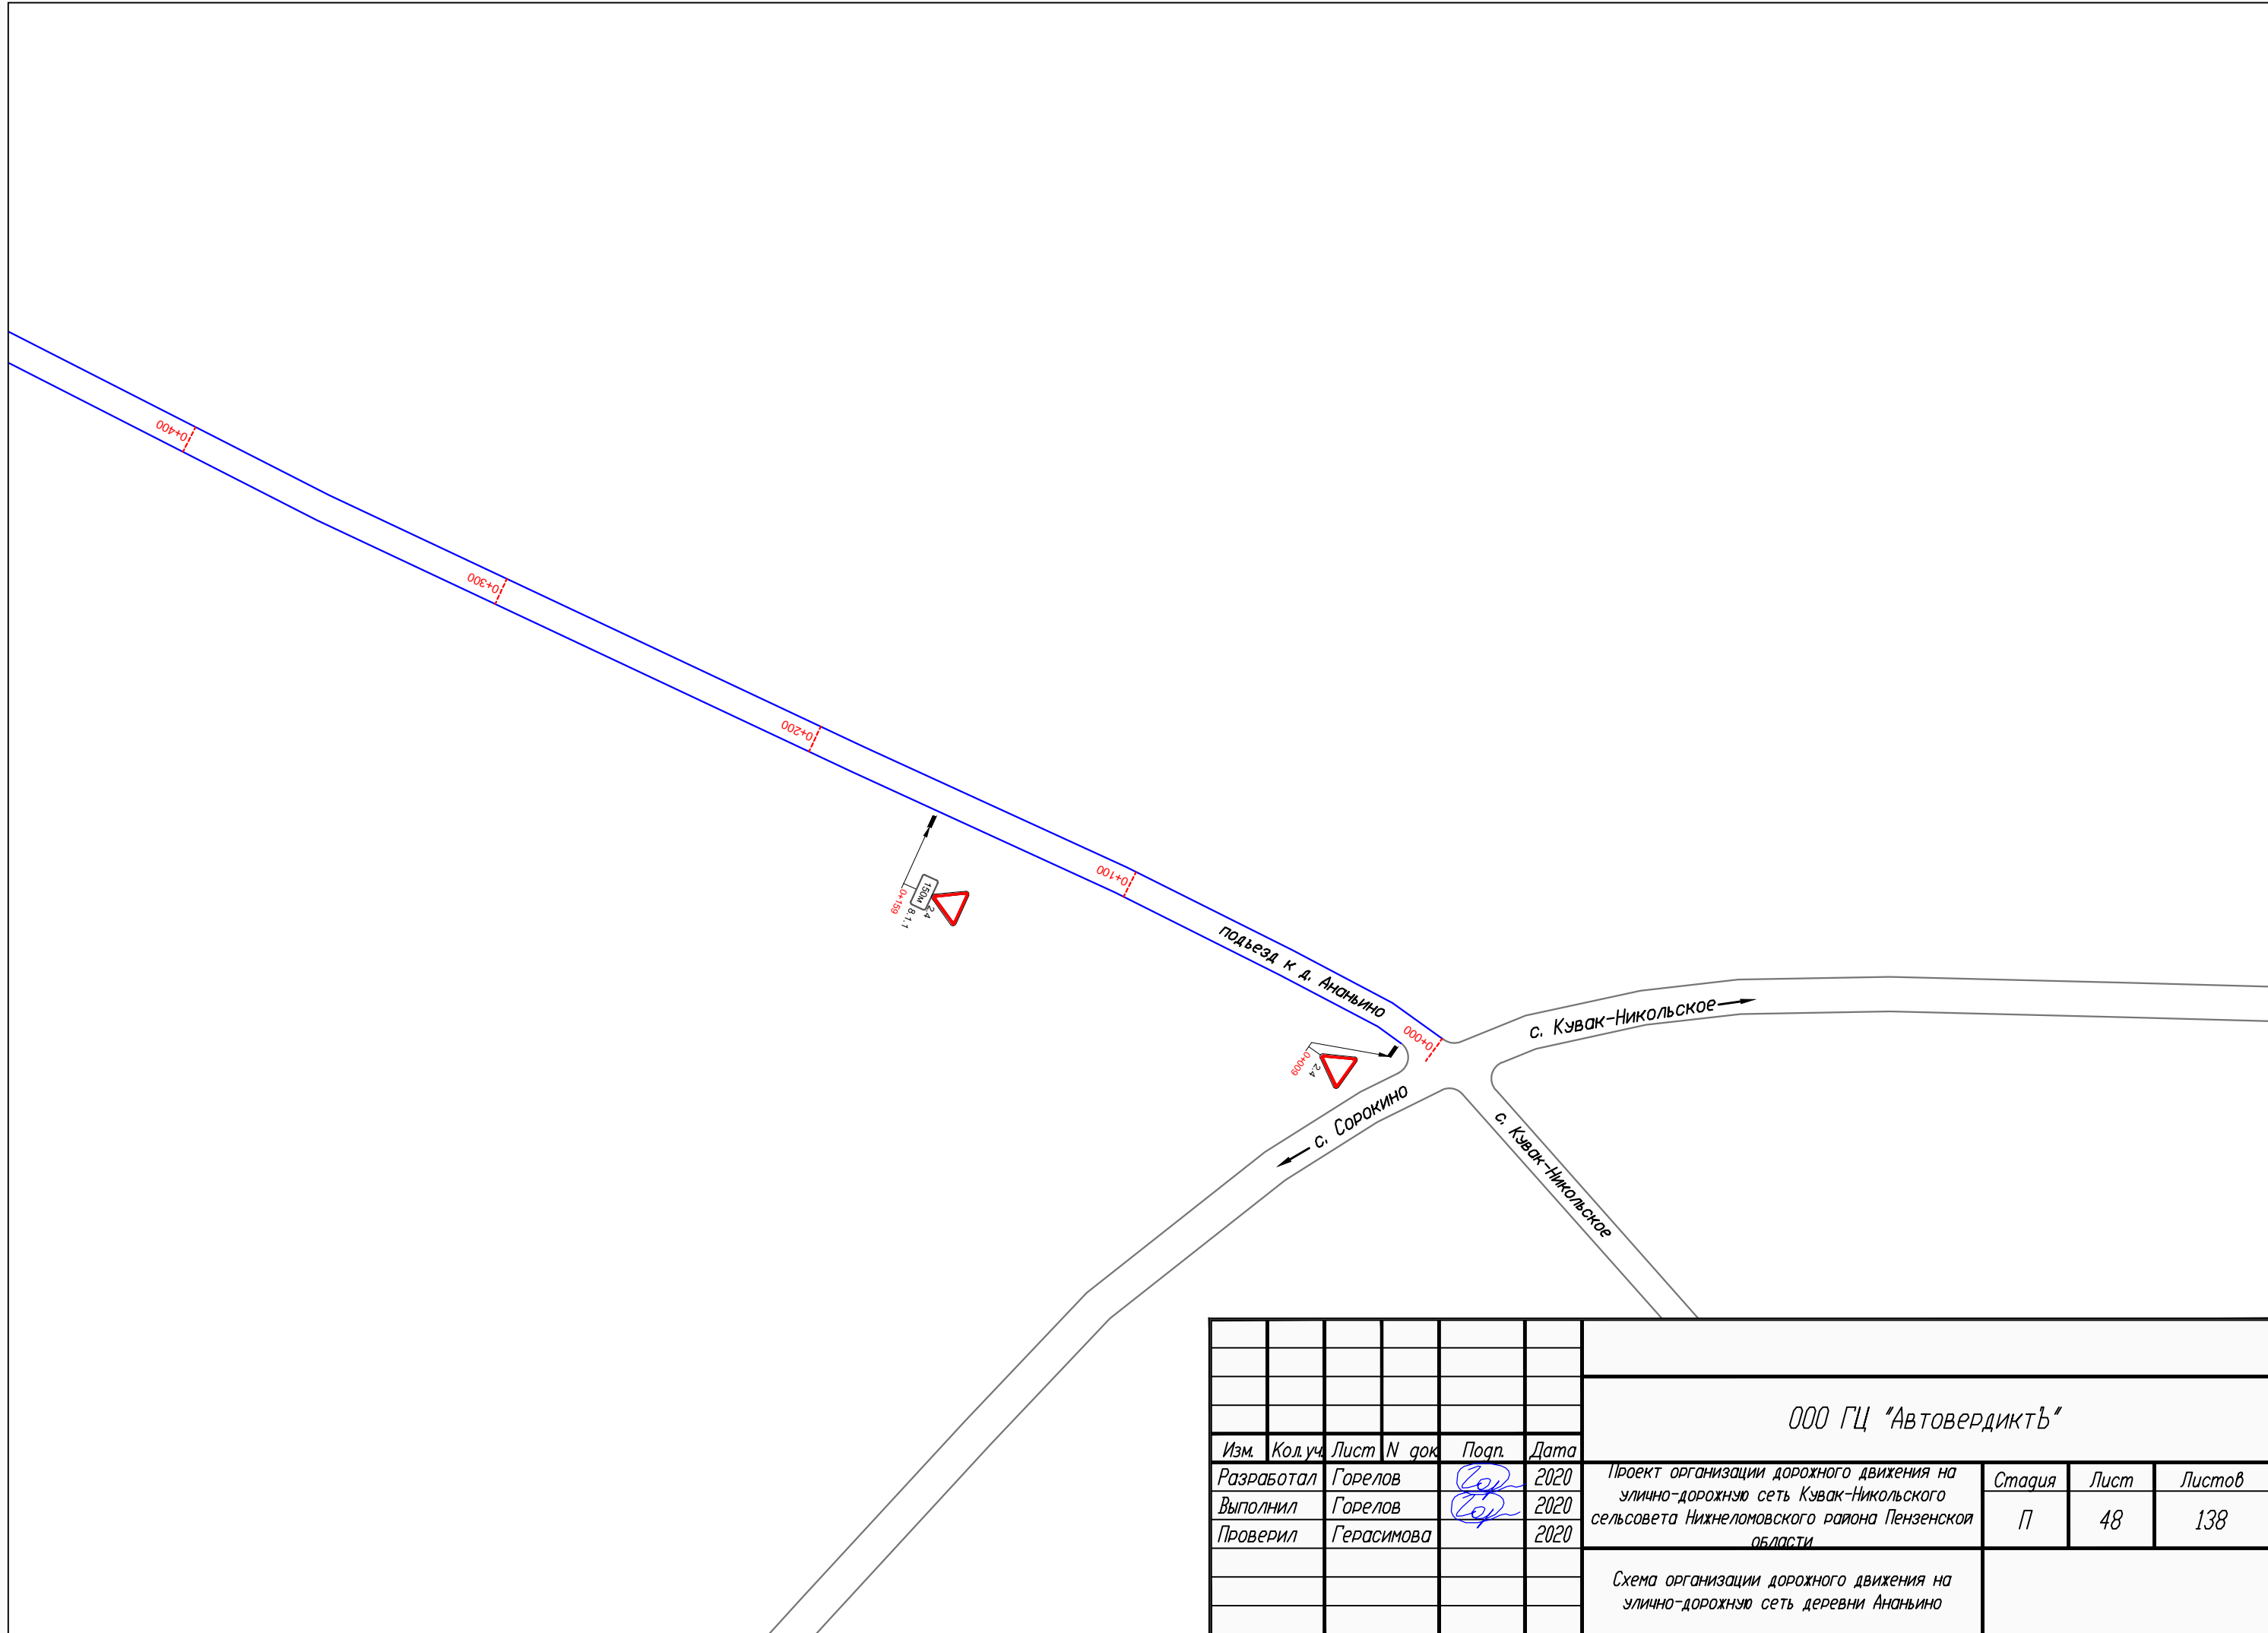 0+400
0+300
0+200
150м
2.4
8.1.1
0+159
0+100
подъезд к д. Ананьино
0+000
2.4
0+009
с. Кувак-Никольское
с. Сорокино
с. Кувак-Никольское
ООО ГЦ "АвтовердиктЪ"
Изм. Кол.уч. Лист N док Подп. Дата
Разработал Горелов Гор 2020
Выполнил Горелов Гор 2020
Проверил Герасимова 2020
Проект организации дорожного движения на
улично-дорожную сеть Кувак-Никольского
сельсовета Нижнеломовского района Пензенской
области
Стадия Лист Листов
П 48 138
Схема организации дорожного движения на
улично-дорожную сеть деревни Ананьино